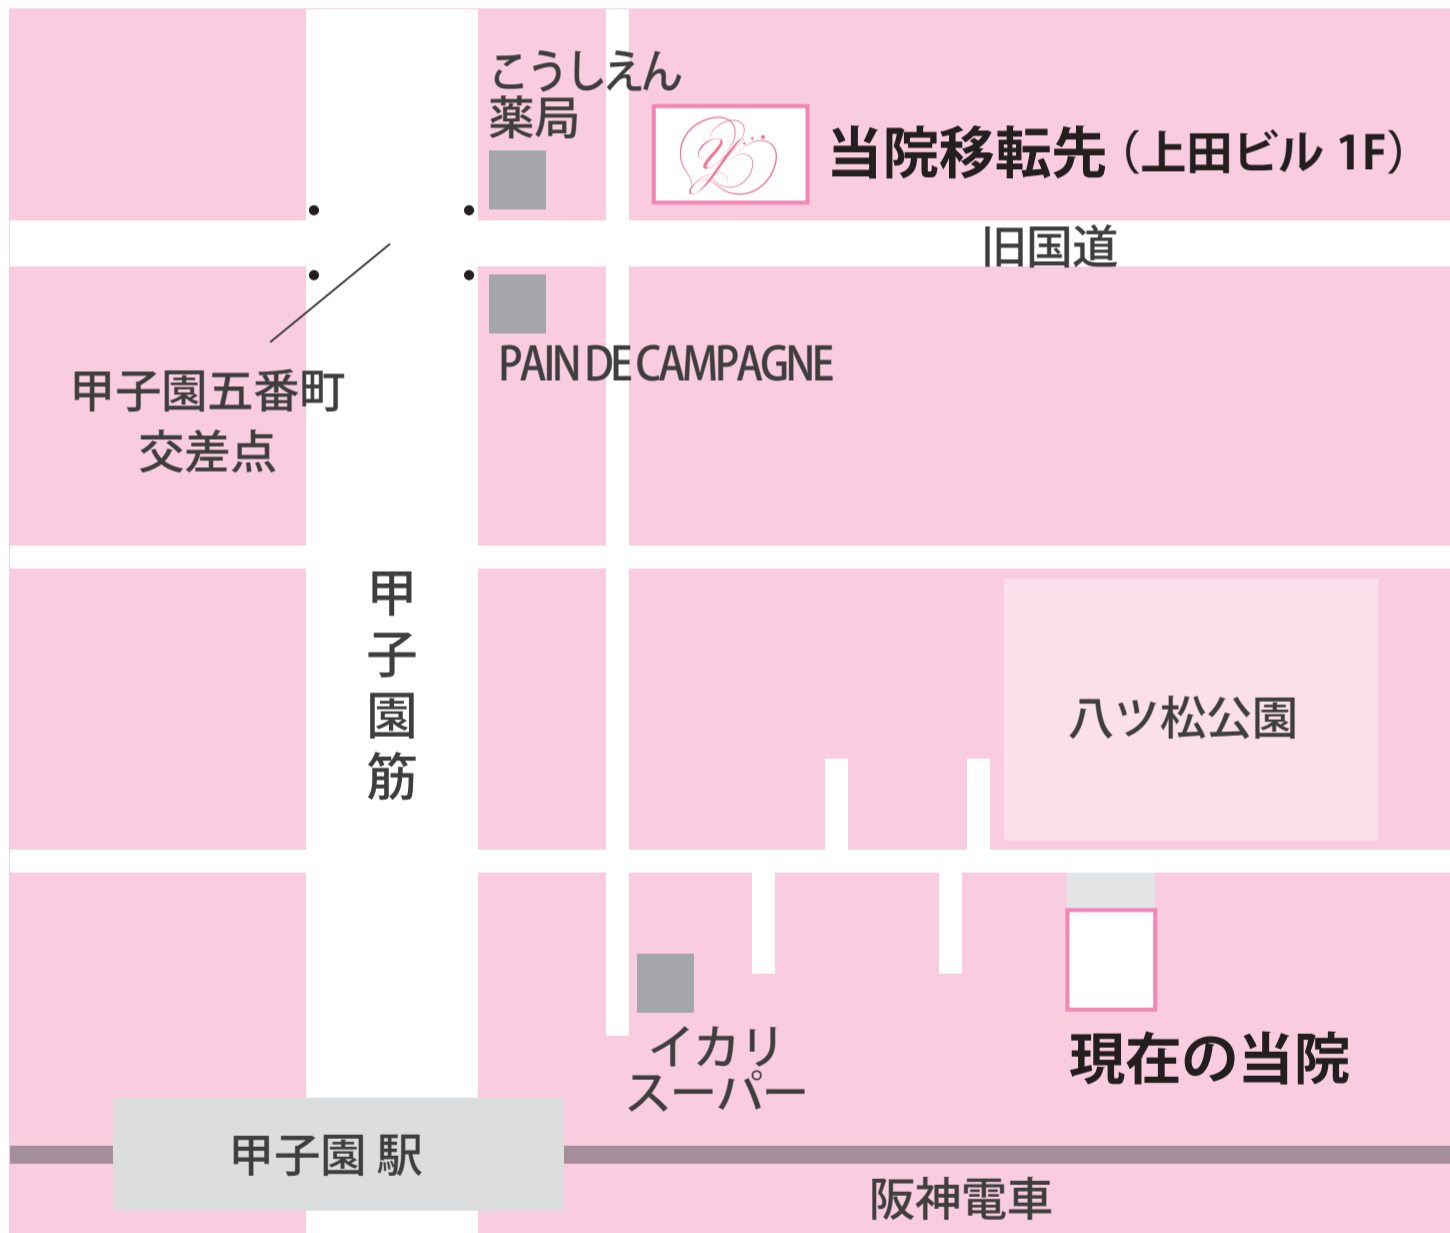 こうしえん
薬局
当院移転先（上田ビル 1F）
旧国道
PAIN DE CAMPAGNE
甲子園五番町
交差点
甲子園筋
八ツ松公園
イカリ
スーパー
現在の当院
甲子園 駅
阪神電車